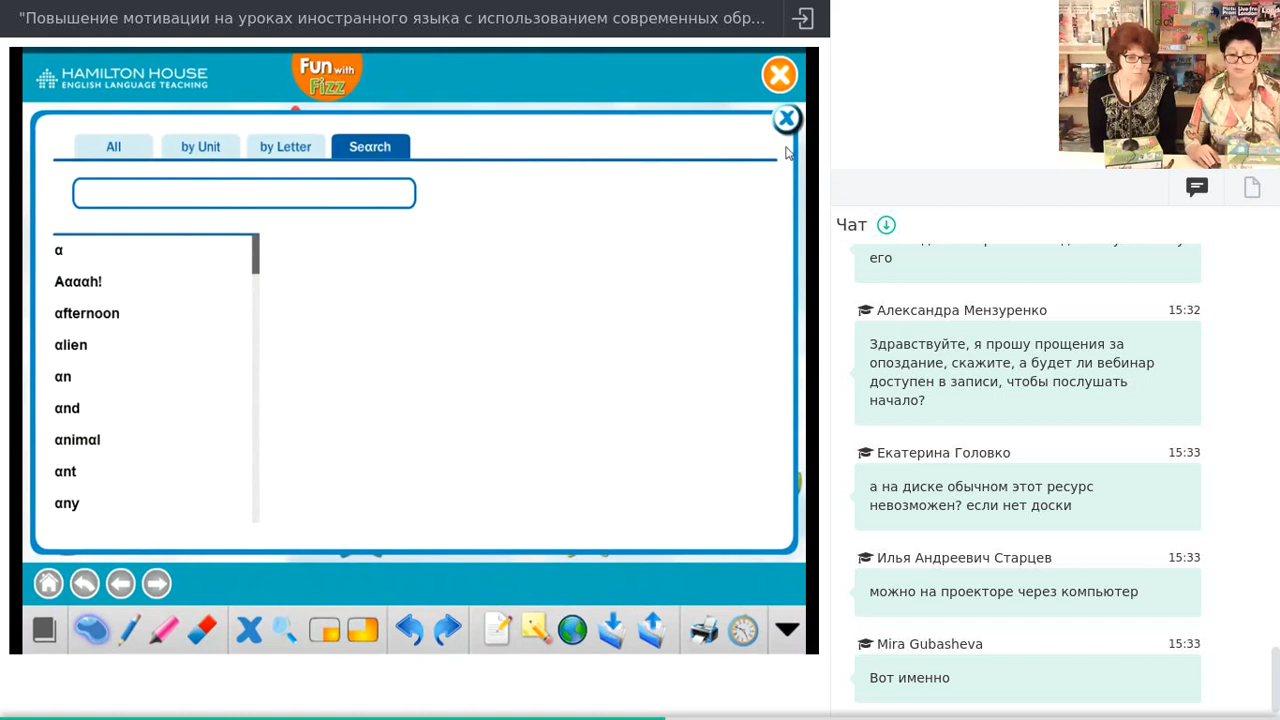 "Повышение мотивации на уроках иностранного языка с использованием современных обр...
HAMILTON HOUSE
ENGLISH LANGUAGE TEACHING
Fun with
Fizz
All
by Unit
by Letter
Search
a
Aaaah!
afternoon
alien
an
and
animal
ant
any
Чат
его
Александра Мензуренко 15:32
Здравствуйте, я прошу прощения за
опоздание, скажите, а будет ли вебинар
доступен в записи, чтобы послушать
начало?
Екатерина Головко 15:33
а на диске обычном этот ресурс
невозможен? если нет доски
Илья Андреевич Старцев 15:33
можно на проекторе через компьютер
Mira Gubasheva 15:33
Вот именно